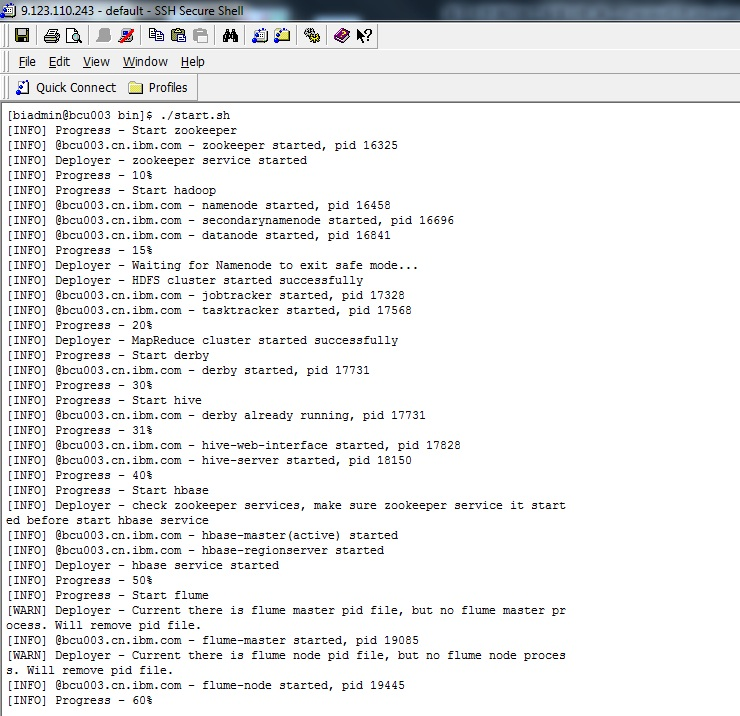 9.123.110.243 - default - SSH Secure Shell
File Edit View Window Help
Quick Connect Profiles
[biadmin@bcu003 bin]$ ./start.sh
[INFO] Progress - Start zookeeper
[INFO] @bcu003.cn.ibm.com - zookeeper started, pid 16325
[INFO] Deployer - zookeeper service started
[INFO] Progress - 10%
[INFO] Progress - Start hadoop
[INFO] @bcu003.cn.ibm.com - namenode started, pid 16458
[INFO] @bcu003.cn.ibm.com - secondarynamenode started, pid 16696
[INFO] @bcu003.cn.ibm.com - datanode started, pid 16841
[INFO] Progress - 15%
[INFO] Deployer - Waiting for Namenode to exit safe mode...
[INFO] Deployer - HDFS cluster started successfully
[INFO] @bcu003.cn.ibm.com - jobtracker started, pid 17328
[INFO] @bcu003.cn.ibm.com - tasktracker started, pid 17568
[INFO] Progress - 20%
[INFO] Deployer - MapReduce cluster started successfully
[INFO] Progress - Start derby
[INFO] @bcu003.cn.ibm.com - derby started, pid 17731
[INFO] Progress - 30%
[INFO] Progress - Start hive
[INFO] @bcu003.cn.ibm.com - derby already running, pid 17731
[INFO] Progress - 31%
[INFO] @bcu003.cn.ibm.com - hive-web-interface started, pid 17828
[INFO] @bcu003.cn.ibm.com - hive-server started, pid 18150
[INFO] Progress - 40%
[INFO] Progress - Start hbase
[INFO] Deployer - check zookeeper services, make sure zookeeper service it start
ed before start hbase service
[INFO] @bcu003.cn.ibm.com - hbase-master(active) started
[INFO] @bcu003.cn.ibm.com - hbase-regionserver started
[INFO] Deployer - hbase service started
[INFO] Progress - 50%
[INFO] Progress - Start flume
[WARN] Deployer - Current there is flume master pid file, but no flume master pr
ocess. Will remove pid file.
[INFO] @bcu003.cn.ibm.com - flume-master started, pid 19085
[WARN] Deployer - Current there is flume node pid file, but no flume node proces
s. Will remove pid file.
[INFO] @bcu003.cn.ibm.com - flume-node started, pid 19445
[INFO] Progress - 60%